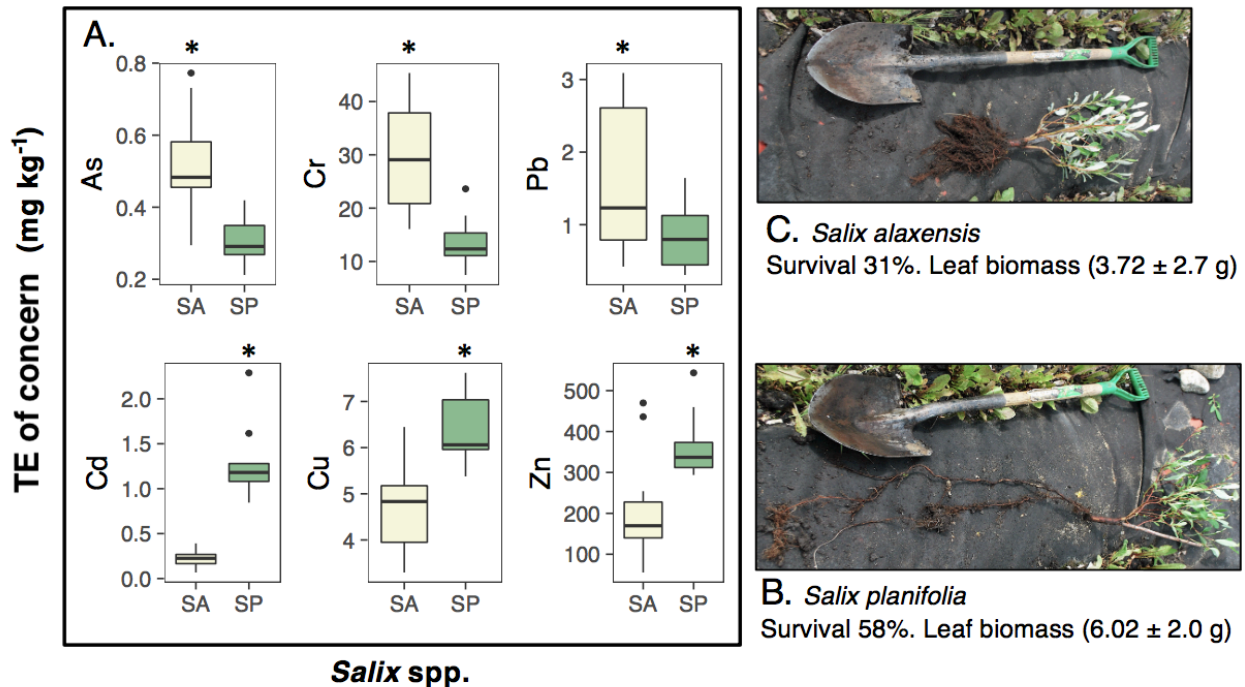 A.
TE of concern (mg kg⁻¹)
*
As
0.8
0.6
0.4
0.2
SA SP
*
Cr
40
30
20
10
SA SP
*
Pb
3
2
1
SA SP
*
Cd
2.0
1.5
1.0
0.5
0.0
SA SP
*
Cu
7
6
5
4
SA SP
*
Zn
500
400
300
200
100
SA SP
Salix spp.
C. Salix alaxensis
Survival 31%. Leaf biomass (3.72 ± 2.7 g)
B. Salix planifolia
Survival 58%. Leaf biomass (6.02 ± 2.0 g)